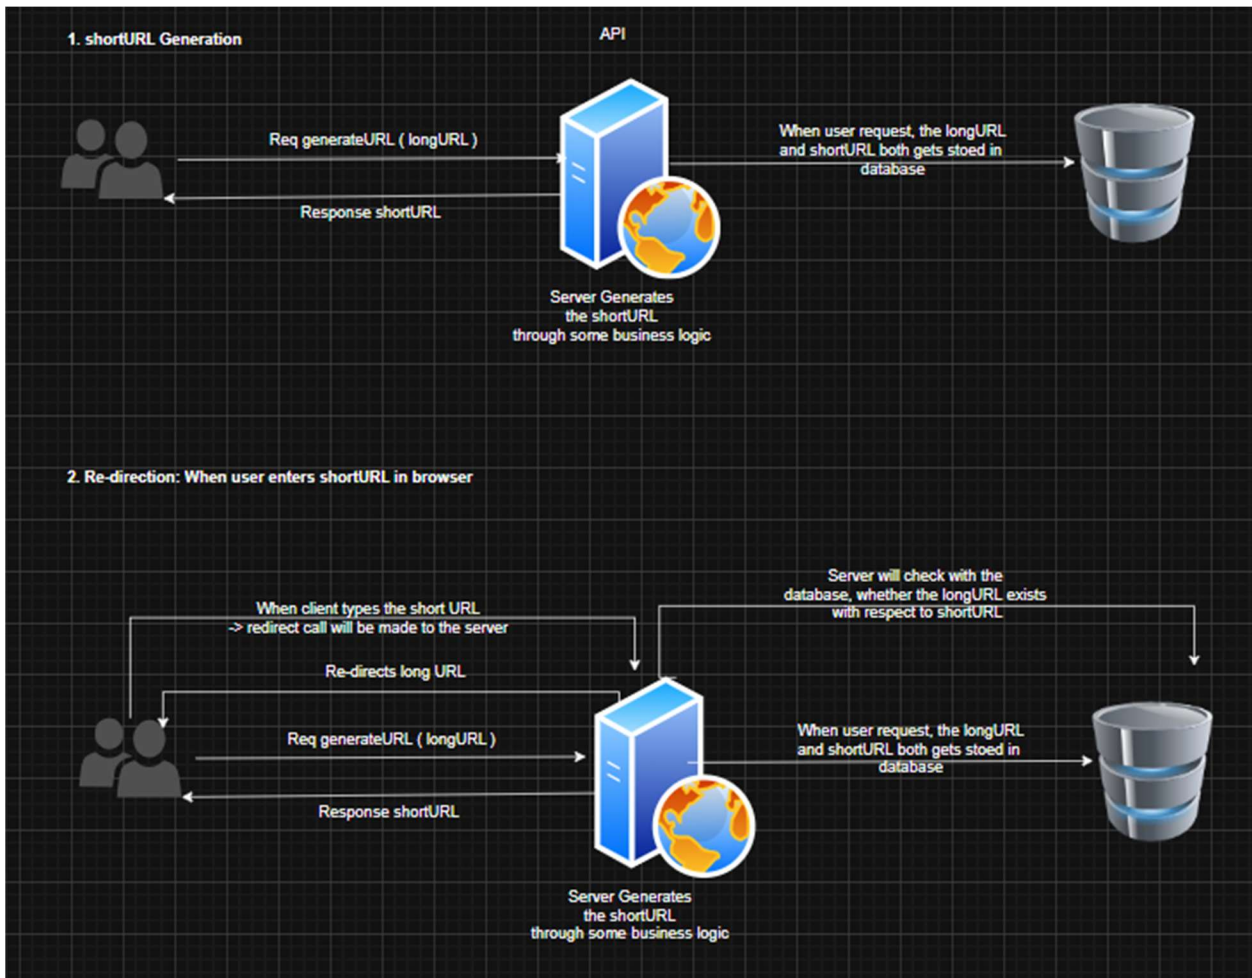 1. shortURL Generation
API
Req generateURL ( longURL )
Response shortURL
When user request, the longURL
and shortURL both gets stoed in
database
Server Generates
the shortURL
through some business logic
2. Re-direction: When user enters shortURL in browser
When client types the short URL
-> redirect call will be made to the server
Server will check with the
database, whether the longURL exists
with respect to shortURL
Re-directs long URL
Req generateURL ( longURL )
Response shortURL
When user request, the longURL
and shortURL both gets stoed in
database
Server Generates
the shortURL
through some business logic